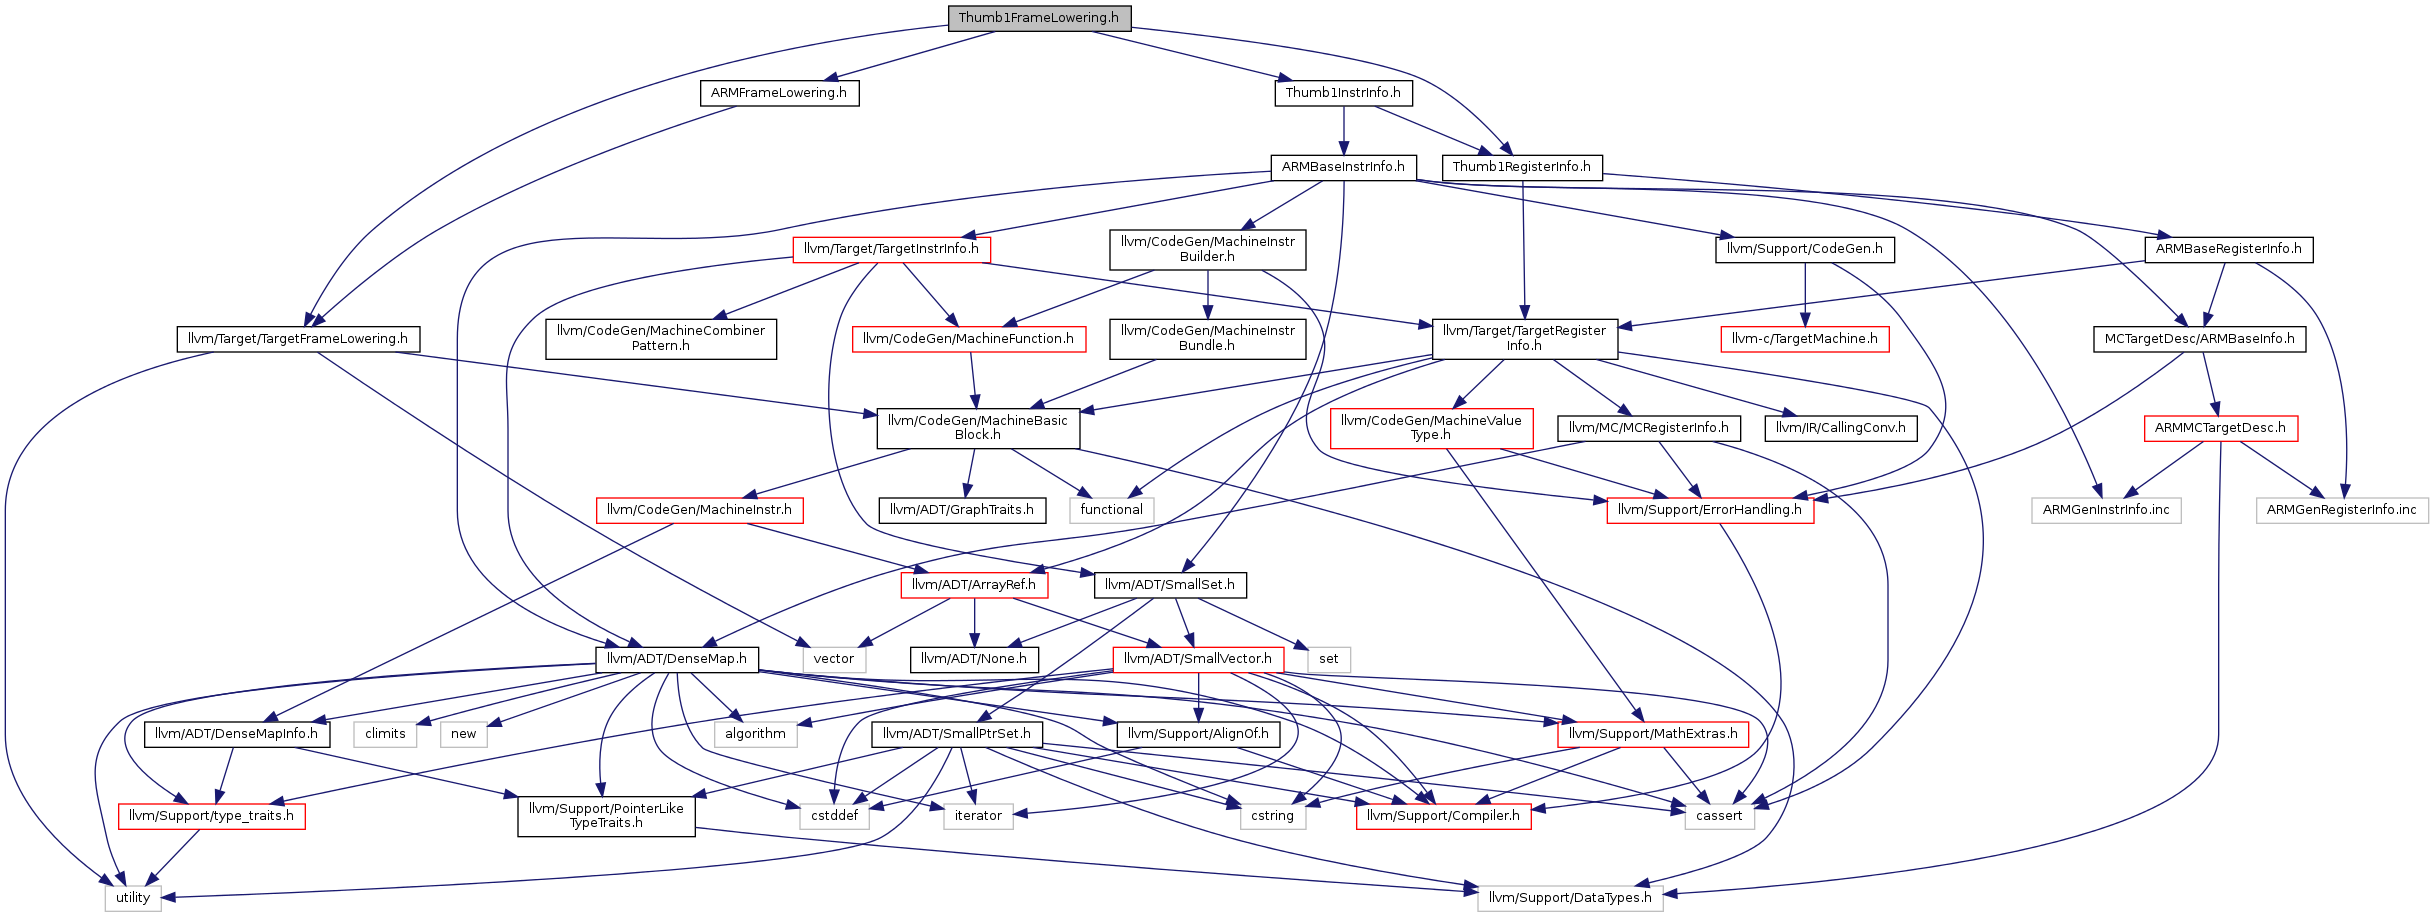 Thumb1FrameLowering.h
ARMFrameLowering.h
Thumb1InstrInfo.h
ARMBaseInstrInfo.h
Thumb1RegisterInfo.h
llvm/Target/TargetInstrInfo.h
llvm/CodeGen/MachineInstr
Builder.h
llvm/Support/CodeGen.h
ARMBaseRegisterInfo.h
llvm/Target/TargetFrameLowering.h
llvm/CodeGen/MachineCombiner
Pattern.h
llvm/CodeGen/MachineFunction.h
llvm/CodeGen/MachineInstr
Bundle.h
llvm/Target/TargetRegister
Info.h
llvm-c/TargetMachine.h
MCTargetDesc/ARMBaseInfo.h
llvm/CodeGen/MachineBasic
Block.h
llvm/CodeGen/MachineValue
Type.h
llvm/MC/MCRegisterInfo.h
llvm/IR/CallingConv.h
ARMMCTargetDesc.h
llvm/CodeGen/MachineInstr.h
llvm/ADT/GraphTraits.h
functional
llvm/Support/ErrorHandling.h
ARMGenInstrInfo.inc
ARMGenRegisterInfo.inc
llvm/ADT/ArrayRef.h
llvm/ADT/SmallSet.h
llvm/ADT/DenseMap.h
vector
llvm/ADT/None.h
llvm/ADT/SmallVector.h
set
llvm/ADT/DenseMapInfo.h
climits
new
algorithm
llvm/ADT/SmallPtrSet.h
llvm/Support/AlignOf.h
llvm/Support/MathExtras.h
llvm/Support/type_traits.h
llvm/Support/PointerLike
TypeTraits.h
cstddef
iterator
cstring
llvm/Support/Compiler.h
cassert
utility
llvm/Support/DataTypes.h